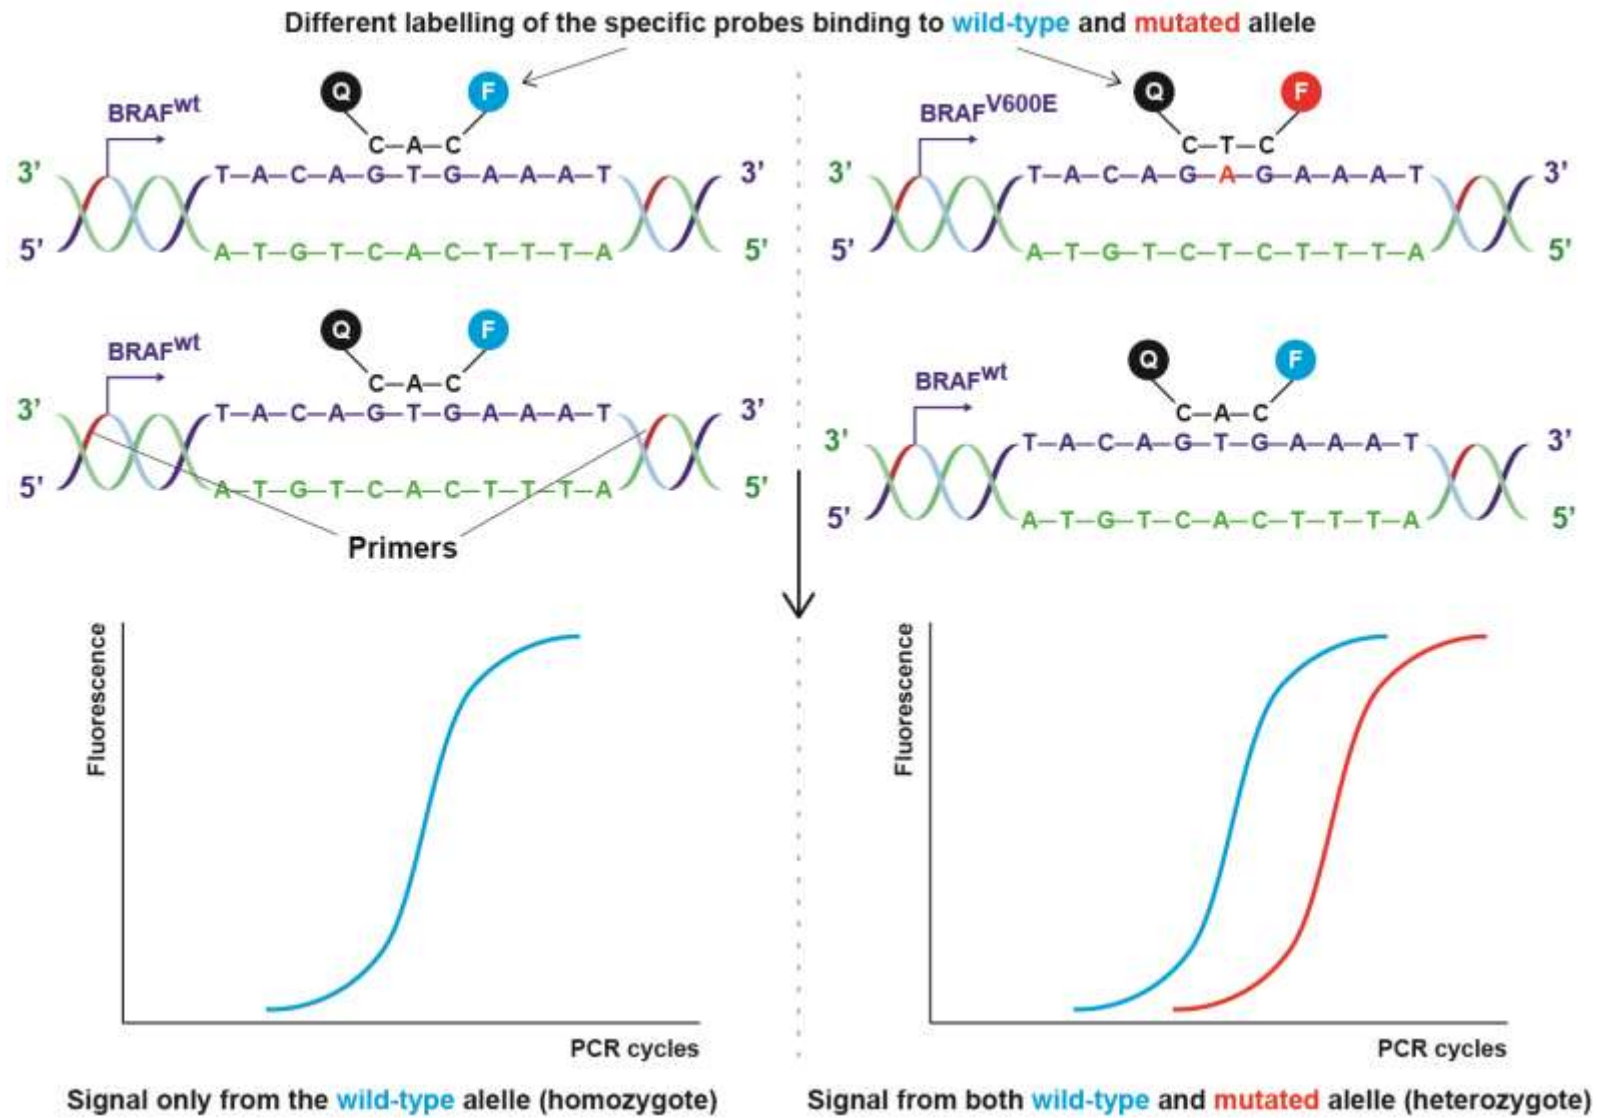 Different labelling of the specific probes binding to wild-type and mutated allele
Q F
BRAFwt
C–A–C
3' T–A–C–A–G–T–G–A–A–A–T 3'
5' A–T–G–T–C–A–C–T–T–T–A 5'
Q F
BRAFV600E
C–T–C
3' T–A–C–A–G–A–G–A–A–A–T 3'
5' A–T–G–T–C–T–C–T–T–T–A 5'
Q F
BRAFwt
C–A–C
3' T–A–C–A–G–T–G–A–A–A–T 3'
5' A–T–G–T–C–A–C–T–T–T–A 5'
Primers
Q F
BRAFwt
C–A–C
3' T–A–C–A–G–T–G–A–A–A–T 3'
5' A–T–G–T–C–A–C–T–T–T–A 5'
Fluorescence
PCR cycles
Signal only from the wild-type alelle (homozygote)
Fluorescence
PCR cycles
Signal from both wild-type and mutated alelle (heterozygote)